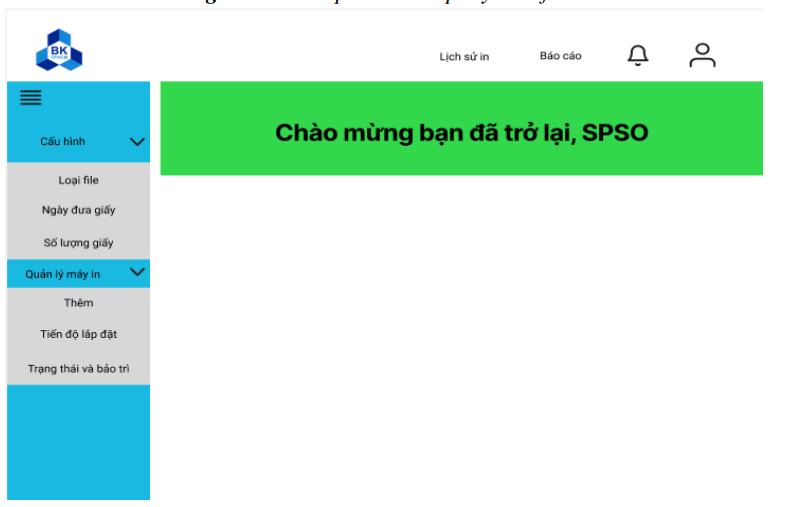 BK
Lịch sử in
Báo cáo
Chào mừng bạn đã trở lại, SPSO
Cấu hình
Loại file
Ngày đưa giấy
Số lượng giấy
Quản lý máy in
Thêm
Tiến độ lắp đặt
Trạng thái và bảo trì